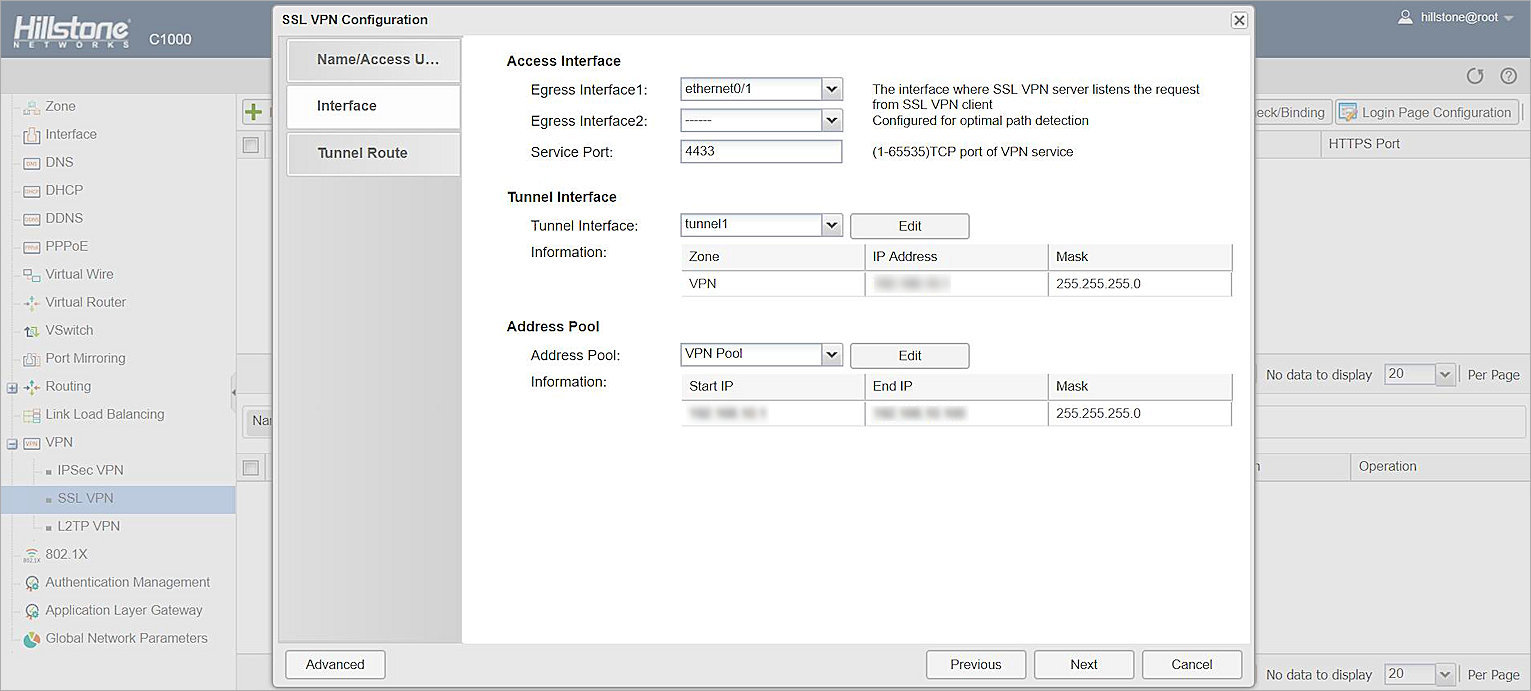 Hillstone
NETWORKS
C1000
SSL VPN Configuration
hillstone@root
Zone
Interface
DNS
DHCP
DDNS
PPPoE
Virtual Wire
Virtual Router
VSwitch
Port Mirroring
Routing
Link Load Balancing
VPN
IPSec VPN
SSL VPN
L2TP VPN
802.1X
Authentication Management
Application Layer Gateway
Global Network Parameters
Name/Access U...
Interface
Tunnel Route
Access Interface
Egress Interface1: ethernet0/1 The interface where SSL VPN server listens the request
from SSL VPN client
Egress Interface2: ------ Configured for optimal path detection
Service Port: 4433 (1-65535)TCP port of VPN service
Tunnel Interface
Tunnel Interface: tunnel1 Edit
Information: Zone IP Address Mask
VPN 255.255.255.0
Address Pool
Address Pool: VPN Pool Edit
Information: Start IP End IP Mask
255.255.255.0
Advanced Previous Next Cancel
eck/Binding Login Page Configuration
HTTPS Port
No data to display 20 Per Page
Nar
Operation
No data to display 20 Per Page